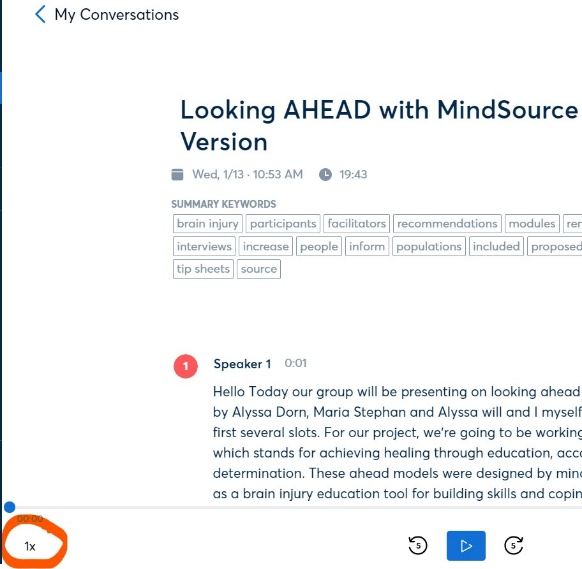 My Conversations
Looking AHEAD with MindSource
Version
Wed, 1/13 · 10:53 AM 19:43
SUMMARY KEYWORDS
brain injury participants facilitators recommendations modules
interviews increase people inform populations included proposed
tip sheets source
1 Speaker 1 0:01
Hello Today our group will be presenting on looking ahead
by Alyssa Dorn, Maria Stephan and Alyssa will and I myself
first several slots. For our project, we're going to be working
which stands for achieving healing through education,
determination. These ahead models were designed by
as a brain injury education tool for building skills and
00:00
1x
5 5